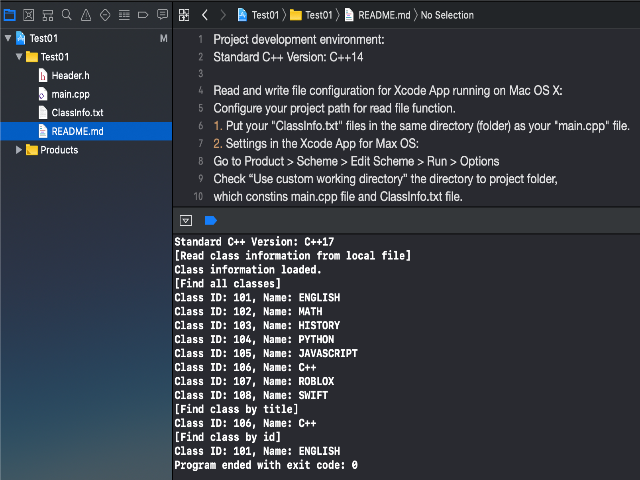 Test01 〉 Test01 〉 README.md 〉 No Selection
Test01 M
Test01
Header.h
main.cpp
ClassInfo.txt
README.md
Products
1 Project development environment:
2 Standard C++ Version: C++14
3
4 Read and write file configuration for Xcode App running on Mac OS X:
5 Configure your project path for read file function.
6 1. Put your "ClassInfo.txt" files in the same directory (folder) as your "main.cpp" file.
7 2. Settings in the Xcode App for Max OS:
8 Go to Product > Scheme > Edit Scheme > Run > Options
9 Check “Use custom working directory” the directory to project folder,
10 which constins main.cpp file and ClassInfo.txt file.
Standard C++ Version: C++17
[Read class information from local file]
Class information loaded.
[Find all classes]
Class ID: 101, Name: ENGLISH
Class ID: 102, Name: MATH
Class ID: 103, Name: HISTORY
Class ID: 104, Name: PYTHON
Class ID: 105, Name: JAVASCRIPT
Class ID: 106, Name: C++
Class ID: 107, Name: ROBLOX
Class ID: 108, Name: SWIFT
[Find class by title]
Class ID: 106, Name: C++
[Find class by id]
Class ID: 101, Name: ENGLISH
Program ended with exit code: 0